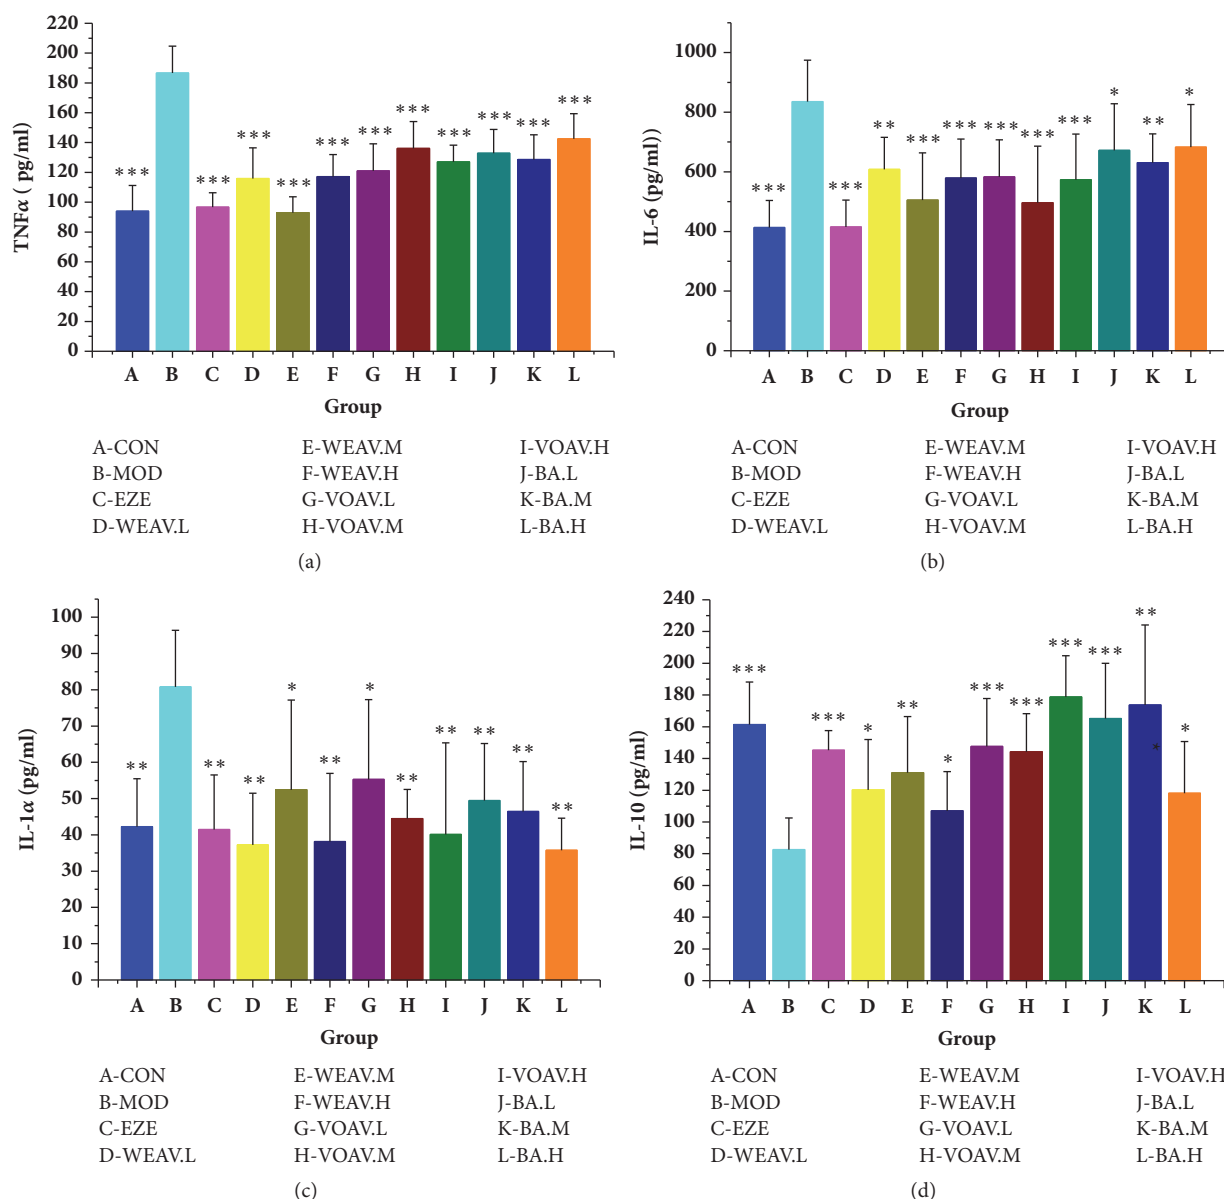 220
200
180
160
140
120
100
80
60
40
20
0
TNFα ( pg/ml)
*** *** *** *** *** *** *** *** *** *** ***
A B C D E F G H I J K L
Group
A-CON E-WEAV.M I-VOAV.H
B-MOD F-WEAV.H J-BA.L
C-EZE G-VOAV.L K-BA.M
D-WEAV.L H-VOAV.M L-BA.H
(a)
1000
800
600
400
200
0
IL-6 (pg/ml))
*** *** ** *** *** *** *** *** * ** *
A B C D E F G H I J K L
Group
A-CON E-WEAV.M I-VOAV.H
B-MOD F-WEAV.H J-BA.L
C-EZE G-VOAV.L K-BA.M
D-WEAV.L H-VOAV.M L-BA.H
(b)
100
90
80
70
60
50
40
30
20
10
0
IL-1α (pg/ml)
** ** ** * ** * ** ** ** ** **
A B C D E F G H I J K L
Group
A-CON E-WEAV.M I-VOAV.H
B-MOD F-WEAV.H J-BA.L
C-EZE G-VOAV.L K-BA.M
D-WEAV.L H-VOAV.M L-BA.H
(c)
240
220
200
180
160
140
120
100
80
60
40
20
0
IL-10 (pg/ml)
*** *** * ** * *** *** *** *** ** * *
A B C D E F G H I J K L
Group
A-CON E-WEAV.M I-VOAV.H
B-MOD F-WEAV.H J-BA.L
C-EZE G-VOAV.L K-BA.M
D-WEAV.L H-VOAV.M L-BA.H
(d)